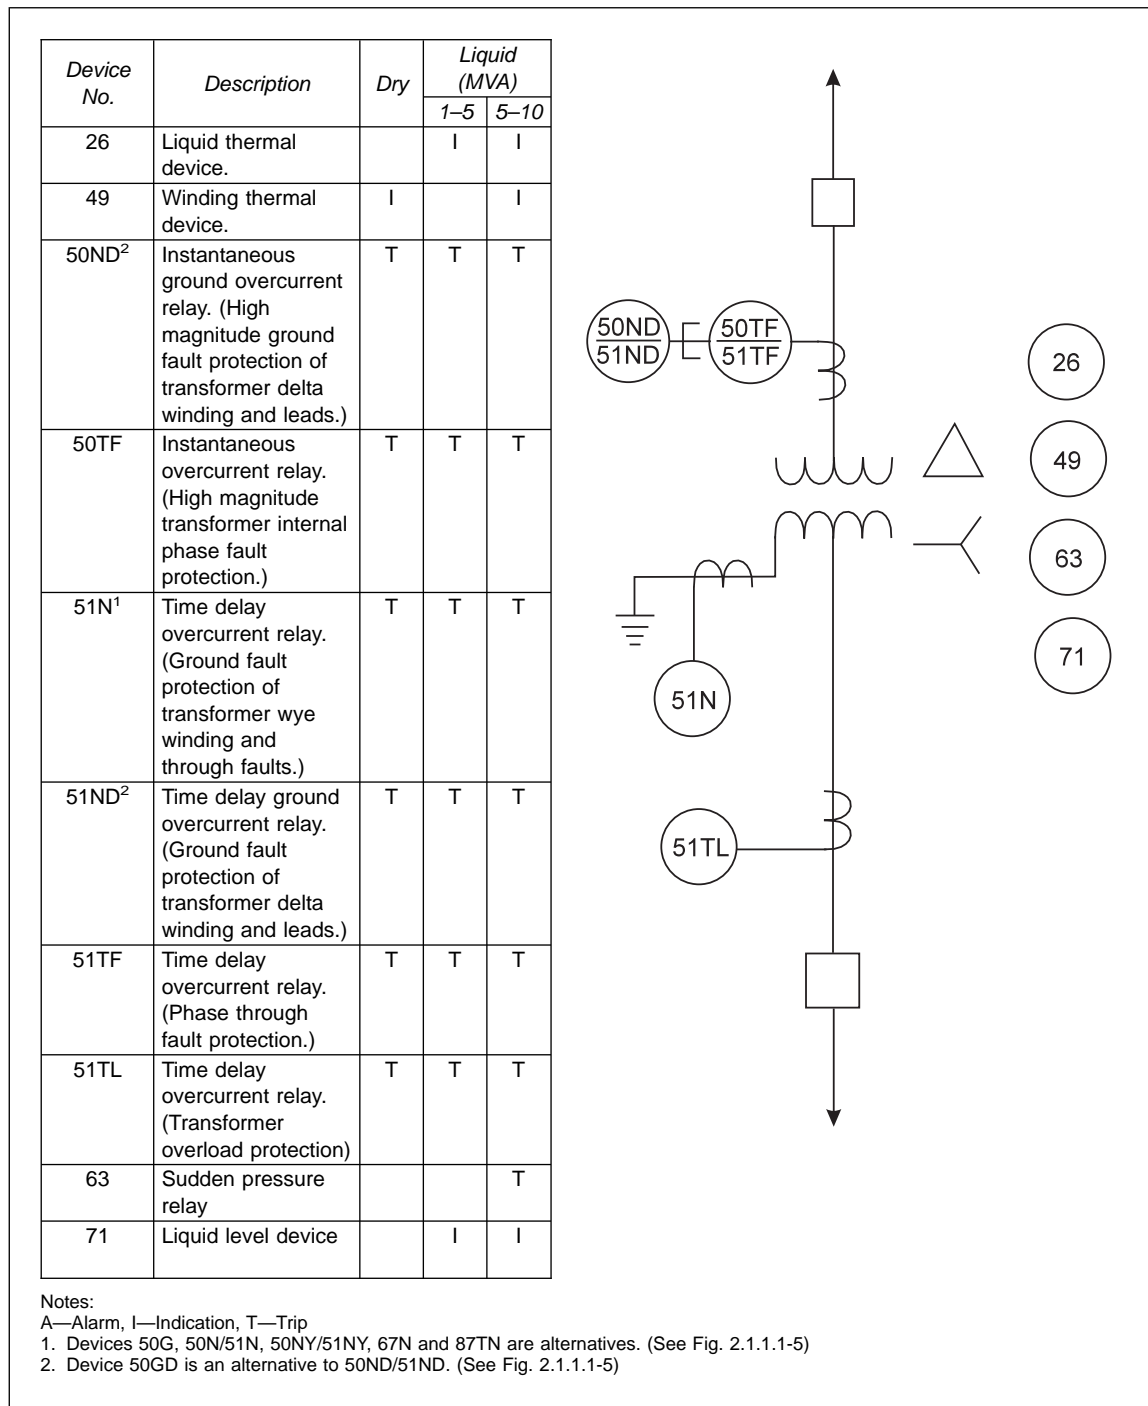 Device No.
Description
Dry
Liquid (MVA)
1–5
5–10
26
Liquid thermal
device.
I
I
49
Winding thermal
device.
I
I
50ND²
Instantaneous
ground overcurrent
relay. (High
magnitude ground
fault protection of
transformer delta
winding and leads.)
T
T
T
50TF
Instantaneous
overcurrent relay.
(High magnitude
transformer internal
phase fault
protection.)
T
T
T
51N¹
Time delay
overcurrent relay.
(Ground fault
protection of
transformer wye
winding and
through faults.)
T
T
T
51ND²
Time delay ground
overcurrent relay.
(Ground fault
protection of
transformer delta
winding and leads.)
T
T
T
51TF
Time delay
overcurrent relay.
(Phase through
fault protection.)
T
T
T
51TL
Time delay
overcurrent relay.
(Transformer
overload protection)
T
T
T
63
Sudden pressure
relay
T
71
Liquid level device
I
I
50ND
51ND
50TF
51TF
26
49
63
71
51N
51TL
Notes:
A—Alarm, I—Indication, T—Trip
1. Devices 50G, 50N/51N, 50NY/51NY, 67N and 87TN are alternatives. (See Fig. 2.1.1.1-5)
2. Device 50GD is an alternative to 50ND/51ND. (See Fig. 2.1.1.1-5)